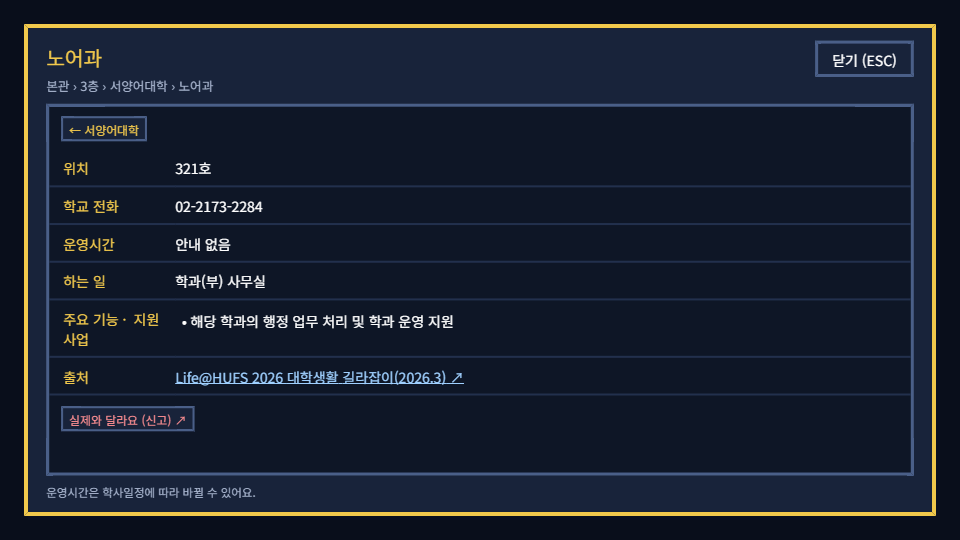 노어과
닫기 (ESC)
본관 › 3층 › 서양어대학 › 노어과
← 서양어대학
위치 321호
학교 전화 02-2173-2284
운영시간 안내 없음
하는 일 학과(부) 사무실
주요 기능 · 지원 사업
• 해당 학과의 행정 업무 처리 및 학과 운영 지원
출처 Life@HUFS 2026 대학생활 길라잡이(2026.3) ↗
실제와 달라요 (신고) ↗
운영시간은 학사일정에 따라 바뀔 수 있어요.